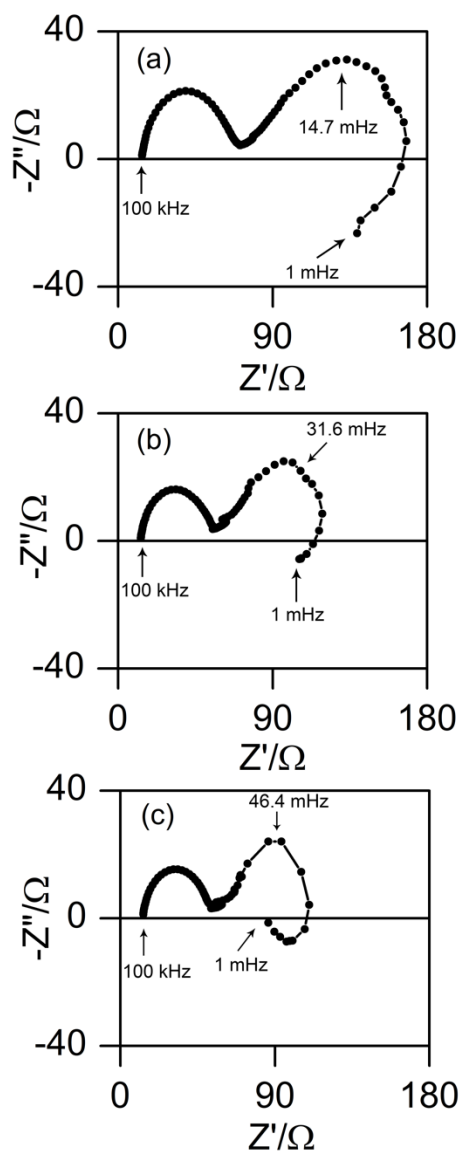 40
(a)
-Z"/Ω
0
14.7 mHz
100 kHz
1 mHz
-40
0 90 180
Z'/Ω
40
(b)
31.6 mHz
-Z"/Ω
0
100 kHz
1 mHz
-40
0 90 180
Z'/Ω
40
46.4 mHz
(c)
-Z"/Ω
0
100 kHz
1 mHz
-40
0 90 180
Z'/Ω